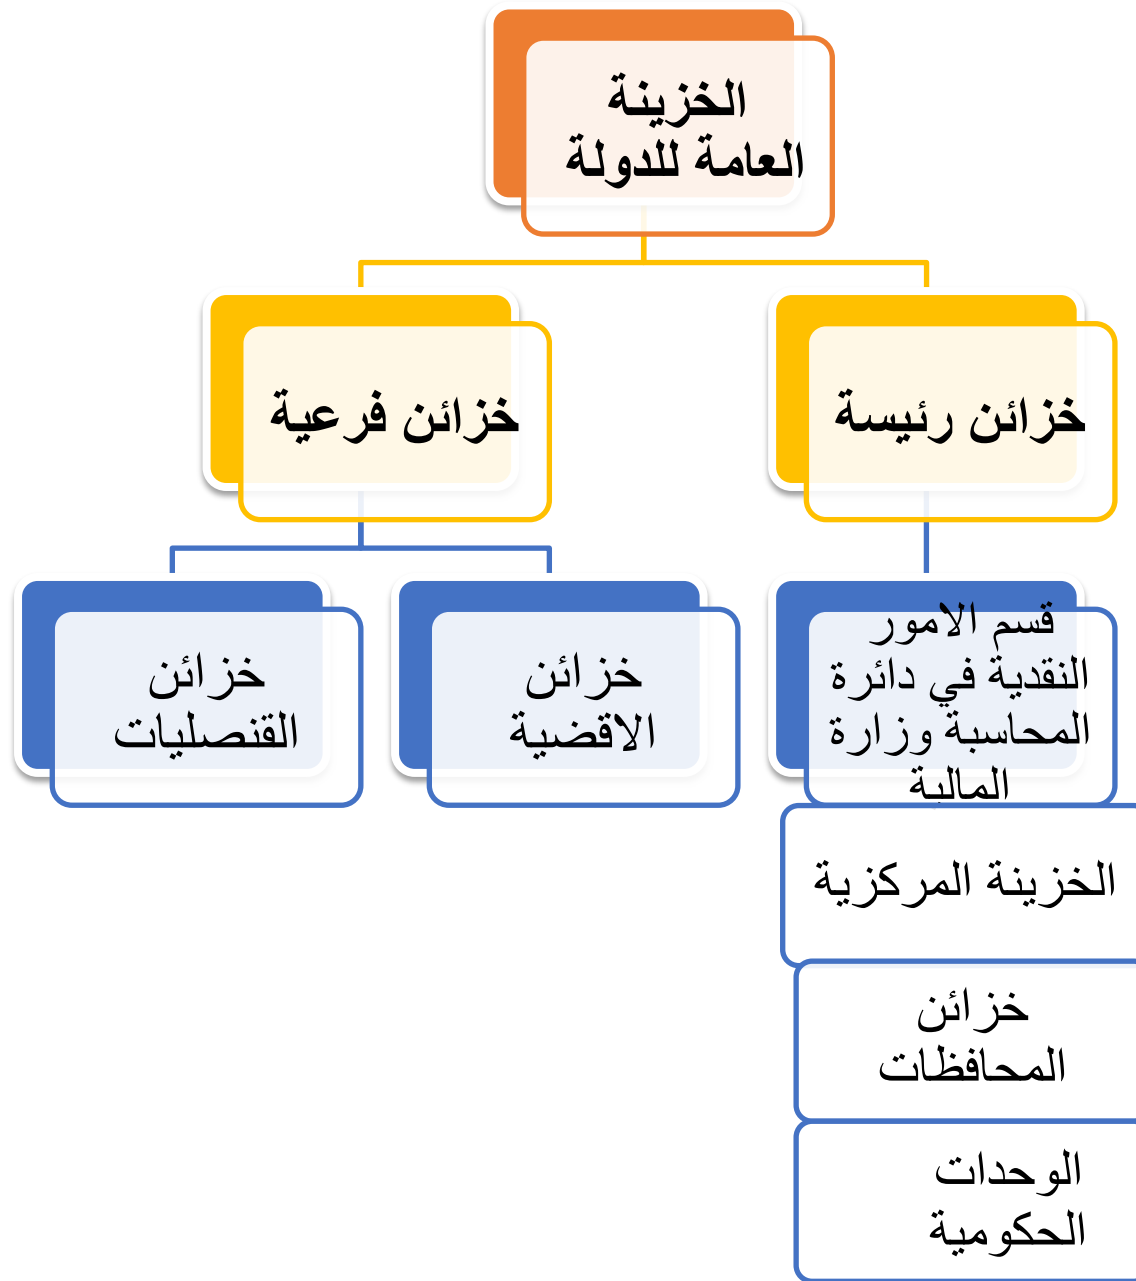 الخزينة
العامة للدولة
خزائن رئيسة
خزائن فرعية
قسم الامور
النقدية في دائرة
المحاسبة وزارة
المالية
خزائن
الاقضية
خزائن
القنصليات
الخزينة المركزية
خزائن
المحافظات
الوحدات
الحكومية